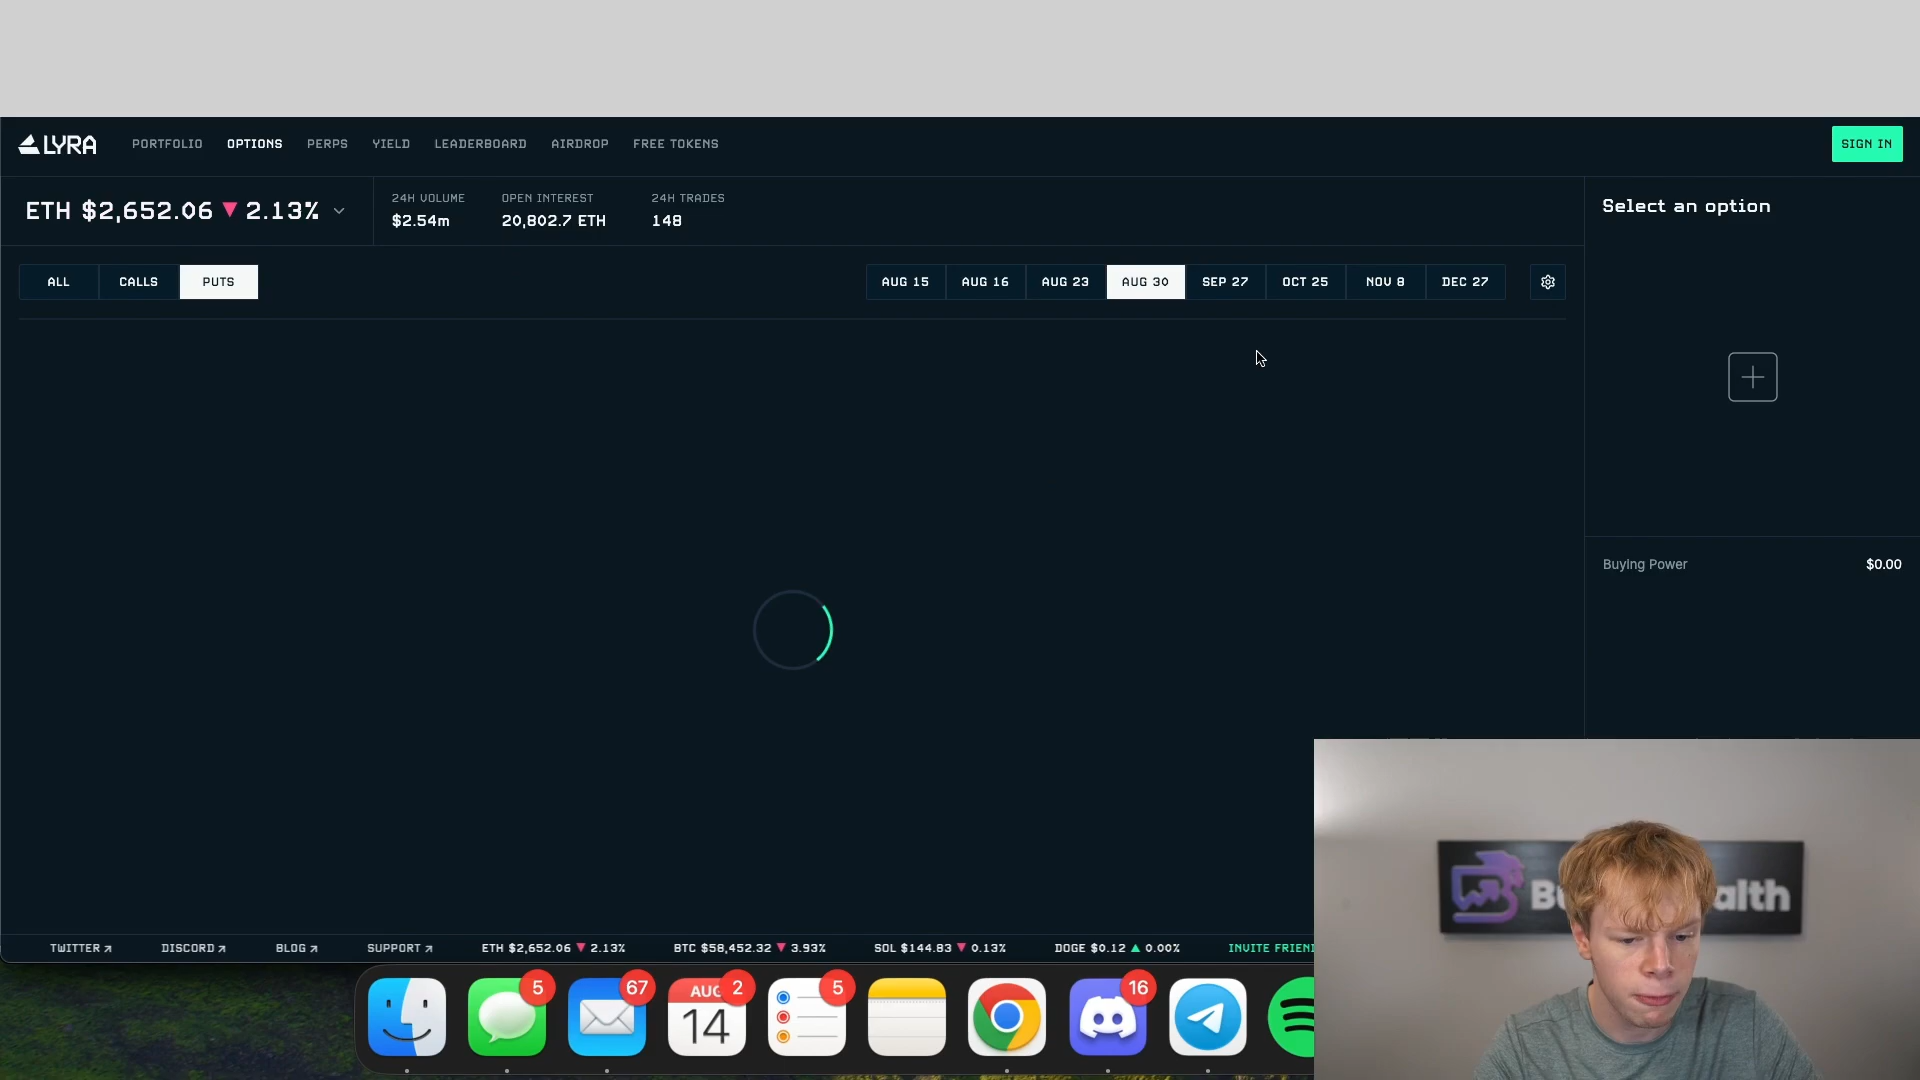 LYRA
PORTFOLIO OPTIONS PERPS YIELD LEADERBOARD AIRDROP FREE TOKENS
SIGN IN
ETH $2,652.06 ▼ 2.13%
24H VOLUME
$2.54m
OPEN INTEREST
20,802.7 ETH
24H TRADES
148
Select an option
ALL CALLS PUTS
AUG 15 AUG 16 AUG 23 AUG 30 SEP 27 OCT 25 NOV 8 DEC 27
Buying Power $0.00
TWITTER DISCORD BLOG SUPPORT ETH $2,652.06 ▼ 2.13% BTC $58,452.32 ▼ 3.93% SOL $144.83 ▼ 0.13% DOGE $0.12 ▲ 0.00% INVITE
5 67 2 5 16
14